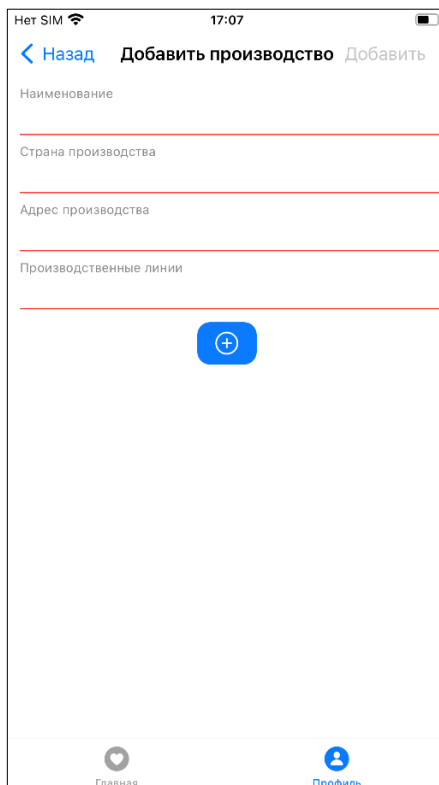 Нет SIM 17:07
Назад Добавить производство Добавить
Наименование
Страна производства
Адрес производства
Производственные линии
Главная Профиль